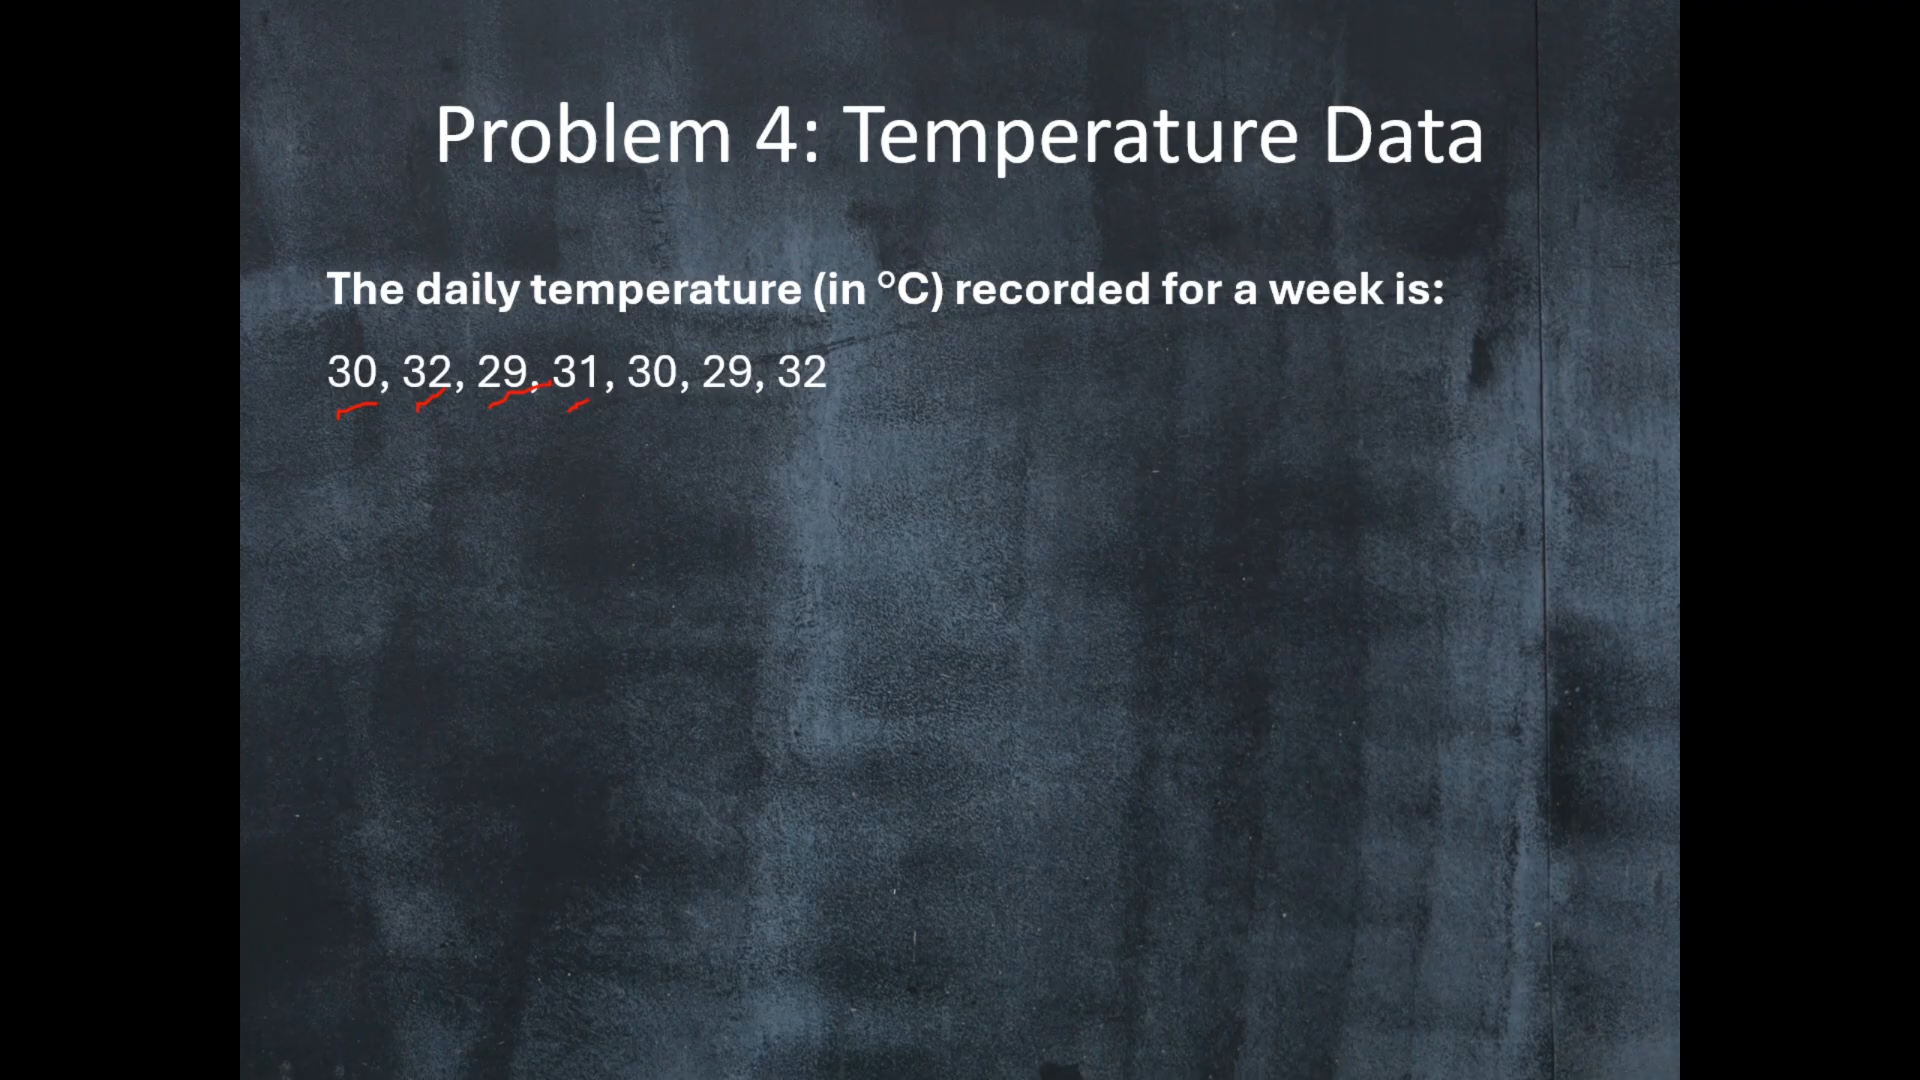 Problem 4: Temperature Data
The daily temperature (in °C) recorded for a week is:
30, 32, 29, 31, 30, 29, 32